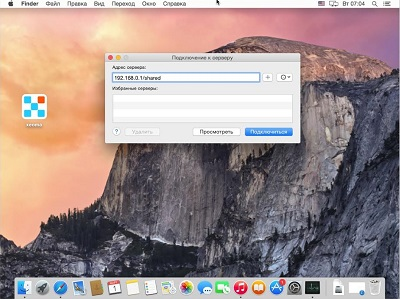 Finder Файл Правка Вид Переход Окно Справка Вт 07:04
Подключение к серверу
Адрес сервера:
192.168.0.1/shared
Избранные серверы:
? Удалить Просмотреть Подключиться